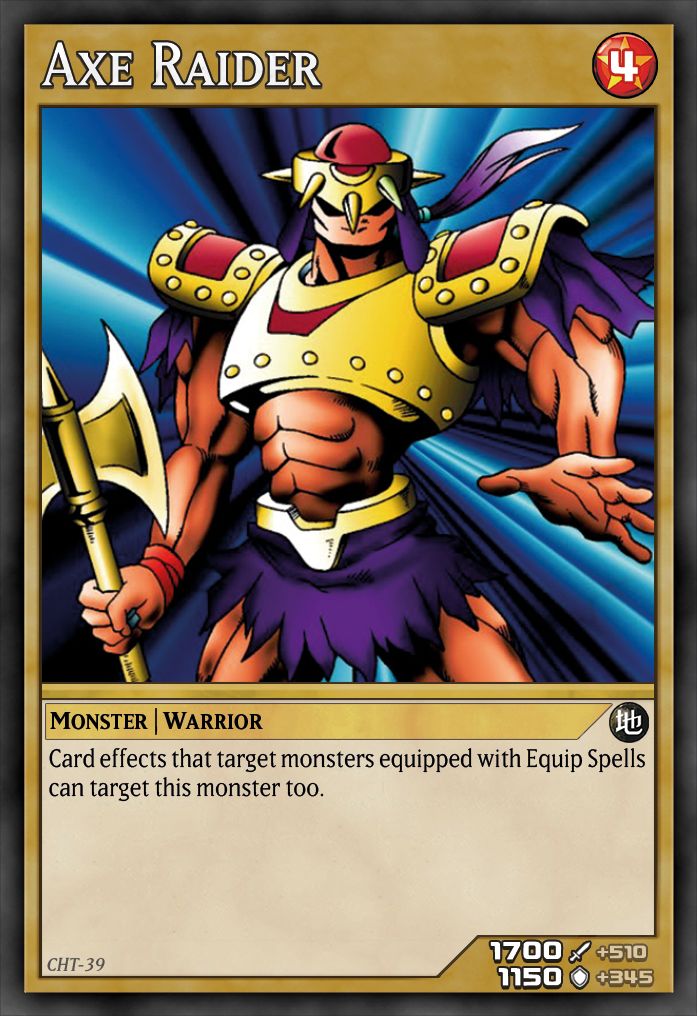 Axe Raider
4
Monster | Warrior
地
Card effects that target monsters equipped with Equip Spells
can target this monster too.
1700 +510
CHT-39
1150 +345